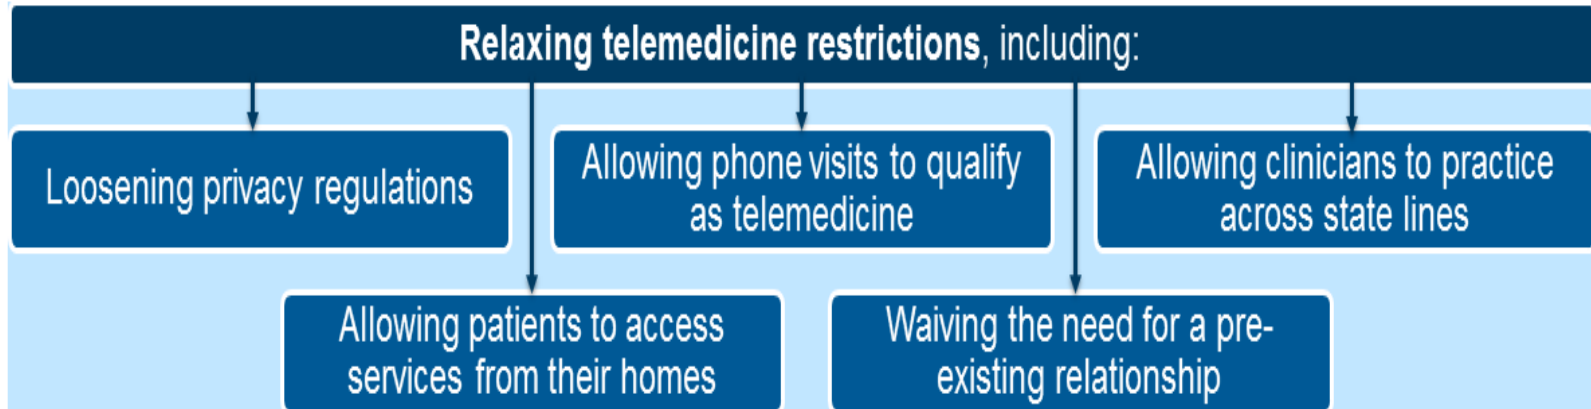 Relaxing telemedicine restrictions, including:
Loosening privacy regulations
Allowing phone visits to qualify
as telemedicine
Allowing clinicians to practice
across state lines
Allowing patients to access
services from their homes
Waiving the need for a pre-
existing relationship